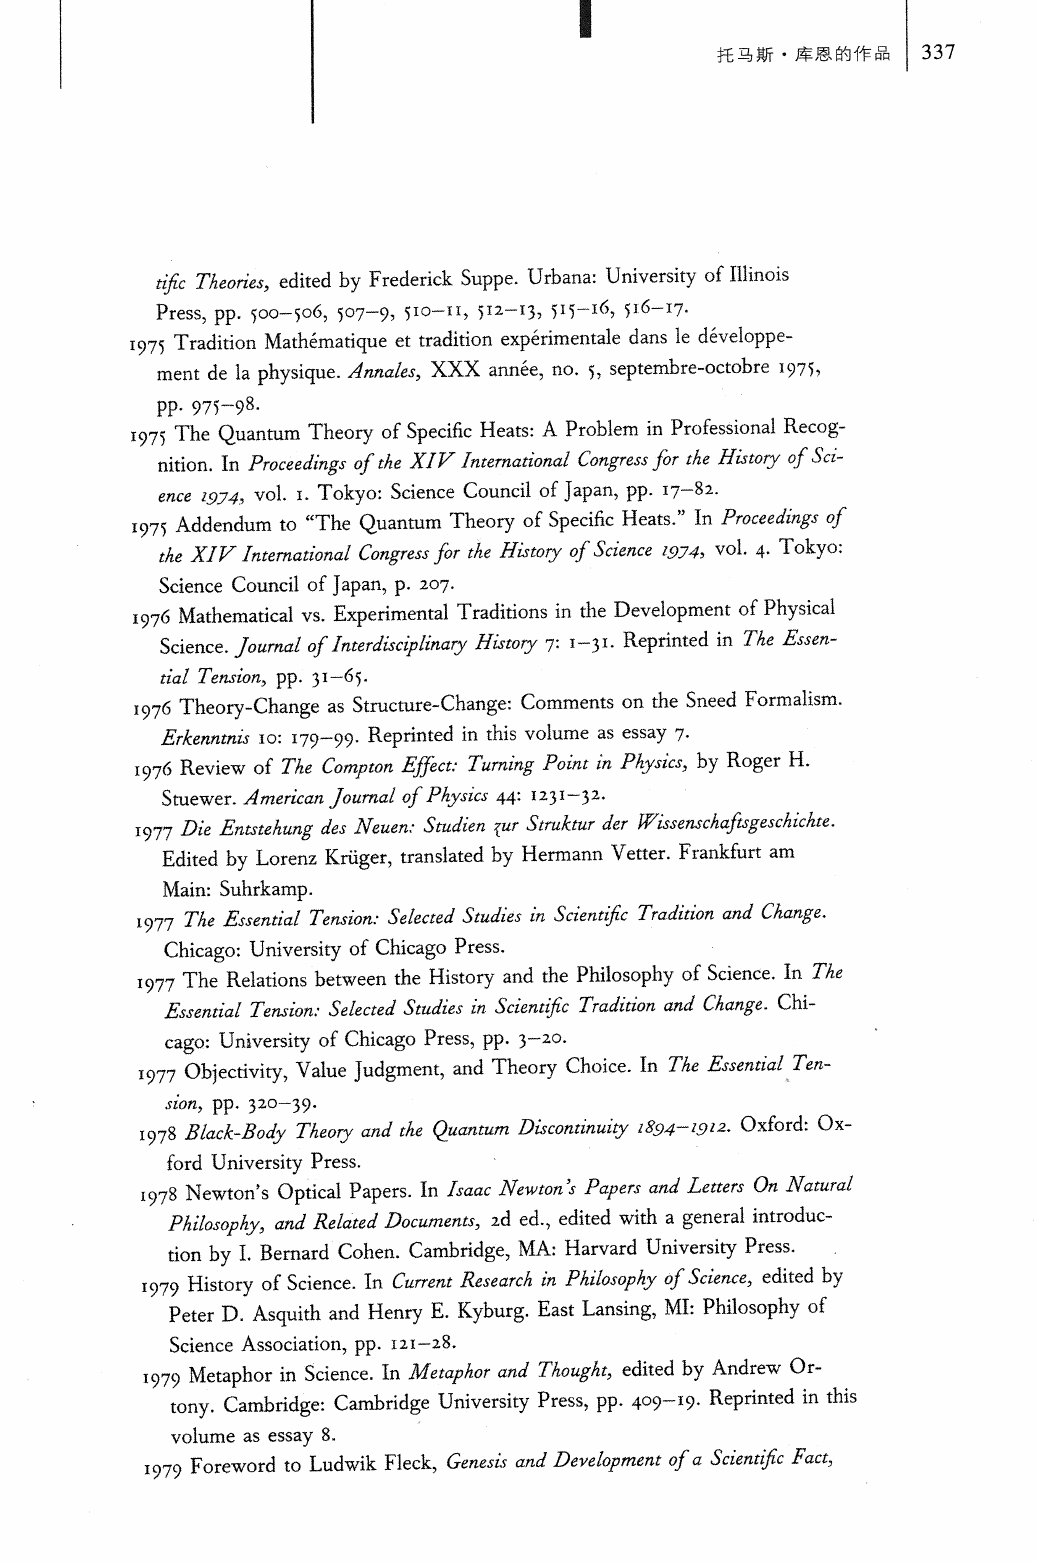 托马斯·库恩的作品 337
tific Theories, edited by Frederick Suppe. Urbana: University of Illinois
Press, pp. 500–506, 507–9, 510–11, 512–13, 515–16, 516–17.
1975 Tradition Mathématique et tradition expérimentale dans le développe-
ment de la physique. Annales, XXX année, no. 5, septembre-octobre 1975,
pp. 975–98.
1975 The Quantum Theory of Specific Heats: A Problem in Professional Recog-
nition. In Proceedings of the XIV International Congress for the History of Sci-
ence 1974, vol. 1. Tokyo: Science Council of Japan, pp. 17–82.
1975 Addendum to “The Quantum Theory of Specific Heats.” In Proceedings of
the XIV International Congress for the History of Science 1974, vol. 4. Tokyo:
Science Council of Japan, p. 207.
1976 Mathematical vs. Experimental Traditions in the Development of Physical
Science. Journal of Interdisciplinary History 7: 1–31. Reprinted in The Essen-
tial Tension, pp. 31–65.
1976 Theory-Change as Structure-Change: Comments on the Sneed Formalism.
Erkenntnis 10: 179–99. Reprinted in this volume as essay 7.
1976 Review of The Compton Effect: Turning Point in Physics, by Roger H.
Stuewer. American Journal of Physics 44: 1231–32.
1977 Die Entstehung des Neuen: Studien zur Struktur der Wissenschaftsgeschichte.
Edited by Lorenz Krüger, translated by Hermann Vetter. Frankfurt am
Main: Suhrkamp.
1977 The Essential Tension: Selected Studies in Scientific Tradition and Change.
Chicago: University of Chicago Press.
1977 The Relations between the History and the Philosophy of Science. In The
Essential Tension: Selected Studies in Scientific Tradition and Change. Chi-
cago: University of Chicago Press, pp. 3–20.
1977 Objectivity, Value Judgment, and Theory Choice. In The Essential Ten-
sion, pp. 320–39.
1978 Black-Body Theory and the Quantum Discontinuity 1894–1912. Oxford: Ox-
ford University Press.
1978 Newton’s Optical Papers. In Isaac Newton’s Papers and Letters On Natural
Philosophy, and Related Documents, 2d ed., edited with a general introduc-
tion by I. Bernard Cohen. Cambridge, MA: Harvard University Press.
1979 History of Science. In Current Research in Philosophy of Science, edited by
Peter D. Asquith and Henry E. Kyburg. East Lansing, MI: Philosophy of
Science Association, pp. 121–28.
1979 Metaphor in Science. In Metaphor and Thought, edited by Andrew Or-
tony. Cambridge: Cambridge University Press, pp. 409–19. Reprinted in this
volume as essay 8.
1979 Foreword to Ludwik Fleck, Genesis and Development of a Scientific Fact,